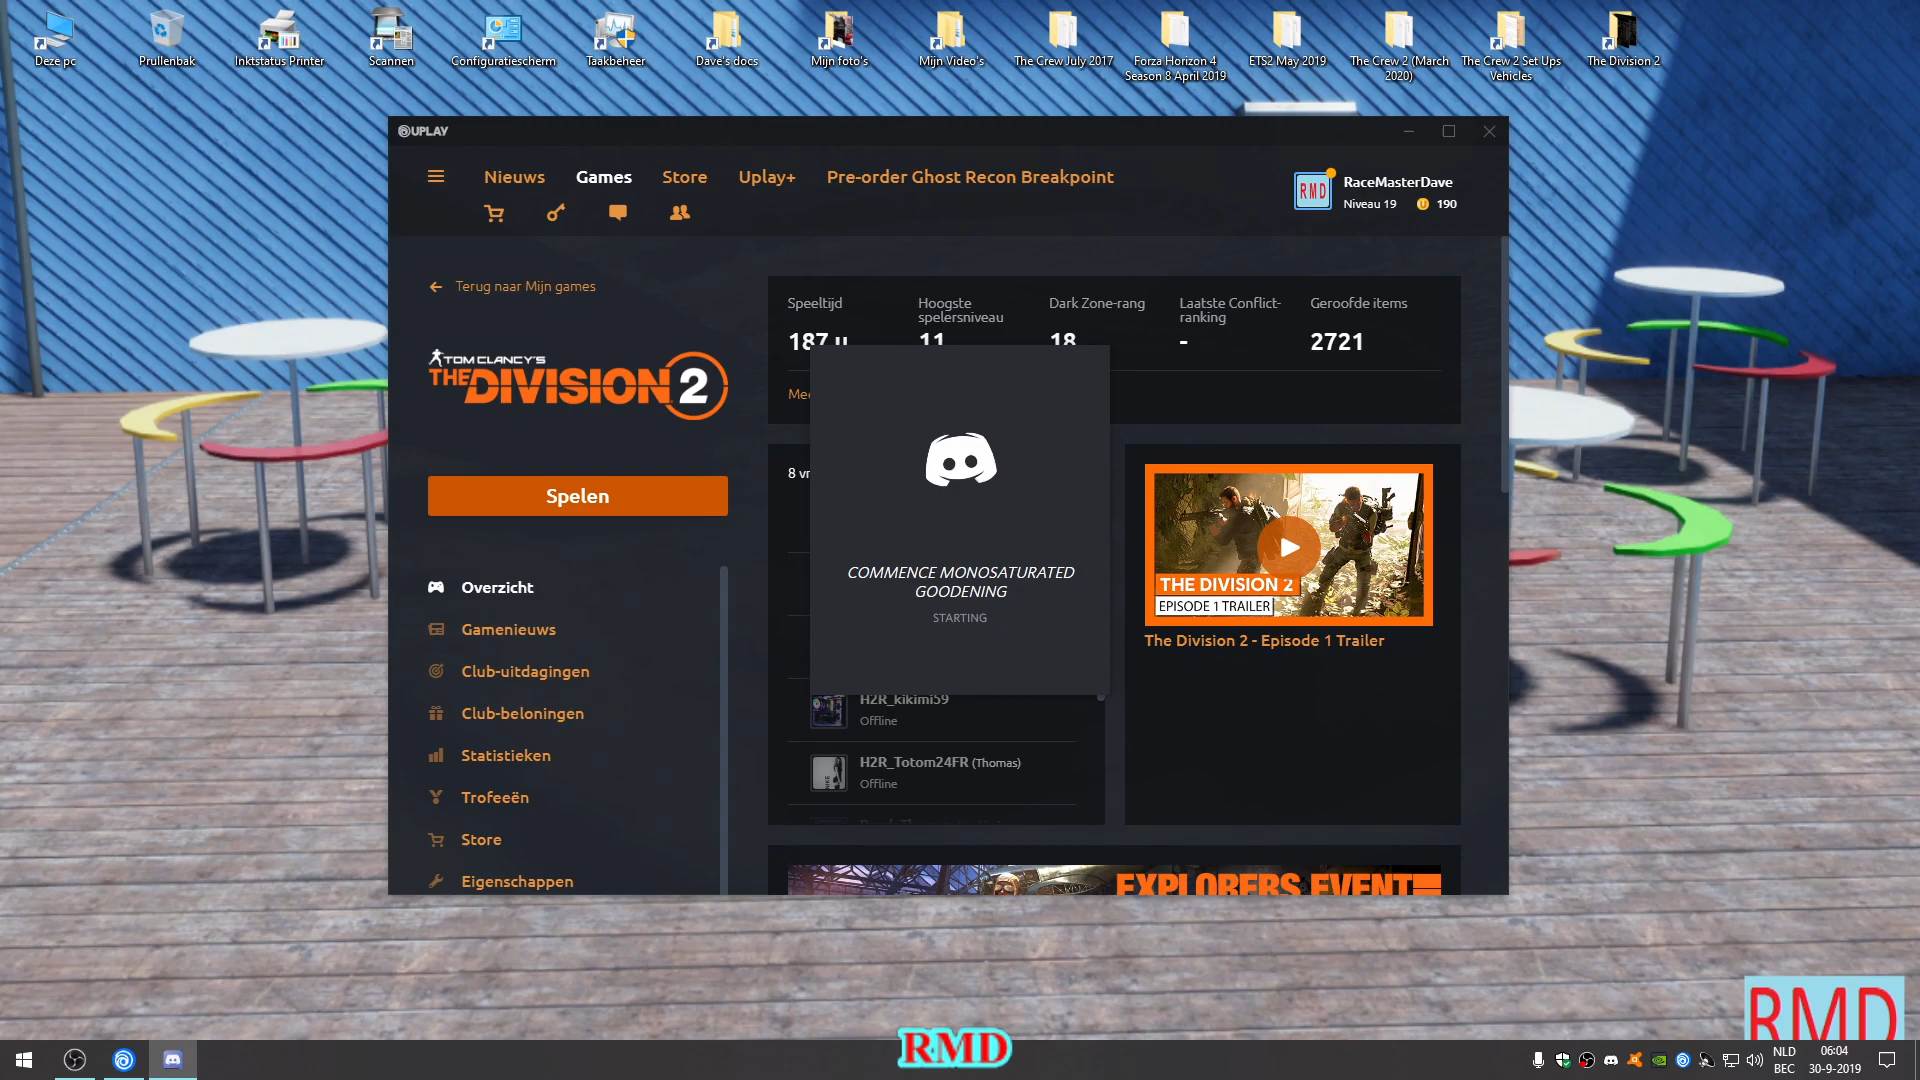 Deze pc
Prullenbak
Inktstatus Printer
Scannen
Configuratiescherm
Taakbeheer
Dave's docs
Mijn foto's
Mijn Video's
The Crew July 2017
Forza Horizon 4
Season 8 April 2019
ETS2 May 2019
The Crew 2 (March
2020)
The Crew 2 Set Ups
Vehicles
The Division 2
UPLAY
Nieuws
Games
Store
Uplay+
Pre-order Ghost Recon Breakpoint
RMD
RaceMasterDave
Niveau 19
190
Terug naar Mijn games
TOM CLANCY'S
THE DIVISION 2
Spelen
Overzicht
Gamenieuws
Club-uitdagingen
Club-beloningen
Statistieken
Trofeeën
Store
Eigenschappen
Speeltijd
187 u
Hoogste
spelersniveau
11
Dark Zone-rang
18
Laatste Conflict-
ranking
-
Geroofde items
2721
8 vr
COMMENCE MONOSATURATED
GOODENING
STARTING
H2R_kikimi59
Offline
H2R_Totom24FR (Thomas)
Offline
THE DIVISION 2
EPISODE 1 TRAILER
The Division 2 - Episode 1 Trailer
EXPLORERS EVENT
RMD
RMD
NLD
BEC
06:04
30-9-2019